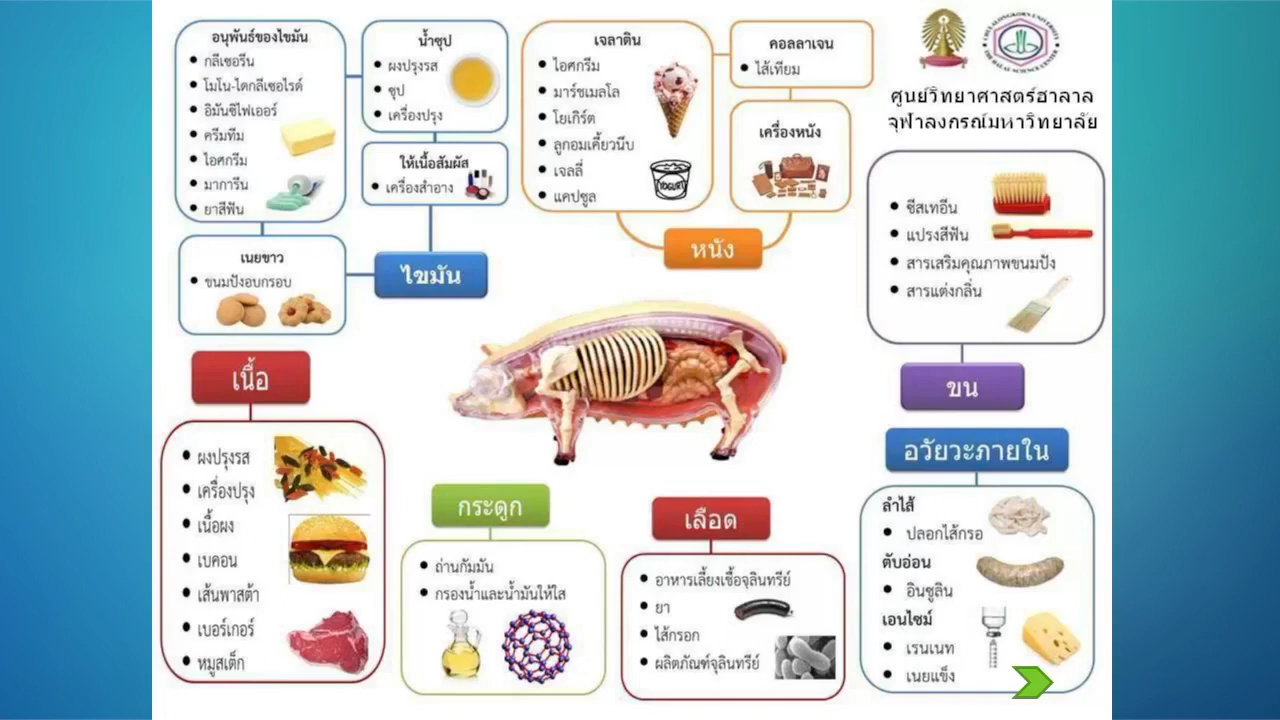 อนุพันธ์ของไขมัน
กลีเซอรีน
โมโน-ไดกลีเซอไรด์
อิมันซิไฟเออร์
ครีมทีม
ไอศกรีม
มาการีน
ยาสีฟัน
น้ำซุป
ผงปรุงรส
ซุป
เครื่องปรุง
ให้เนื้อสัมผัส
เครื่องสำอาง
เนยขาว
ขนมปังอบกรอบ
ไขมัน
เจลาติน
ไอศกรีม
มาร์ชเมลโล
โยเกิร์ต
ลูกอมเคี้ยวนึบ
เจลลี่
แคปซูล
YOGURT
คอลลาเจน
ไส้เทียม
เครื่องหนัง
หนัง
CHULALONGKORN UNIVERSITY
THE HALAL SCIENCE CENTER
ศูนย์วิทยาศาสตร์ฮาลาล
จุฬาลงกรณ์มหาวิทยาลัย
ซีสเทอีน
แปรงสีฟัน
สารเสริมคุณภาพขนมปัง
สารแต่งกลิ่น
ขน
เนื้อ
ผงปรุงรส
เครื่องปรุง
เนื้อผง
เบคอน
เส้นพาสต้า
เบอร์เกอร์
หมูสเต็ก
กระดูก
ถ่านกัมมัน
กรองน้ำและน้ำมันให้ใส
เลือด
อาหารเลี้ยงเชื้อจุลินทรีย์
ยา
ไส้กรอก
ผลิตภัณฑ์จุลินทรีย์
อวัยวะภายใน
ลำไส้
ปลอกไส้กรอ
ตับอ่อน
อินซูลิน
เอนไซม์
เรนเนท
เนยแข็ง